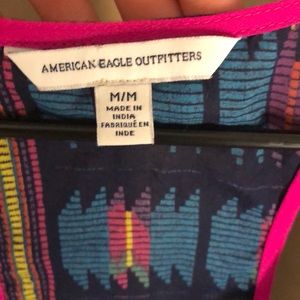 AMERICAN EAGLE OUTFITTERS
M/M
MADE IN
INDIA
FABRIQUÉ EN
INDE